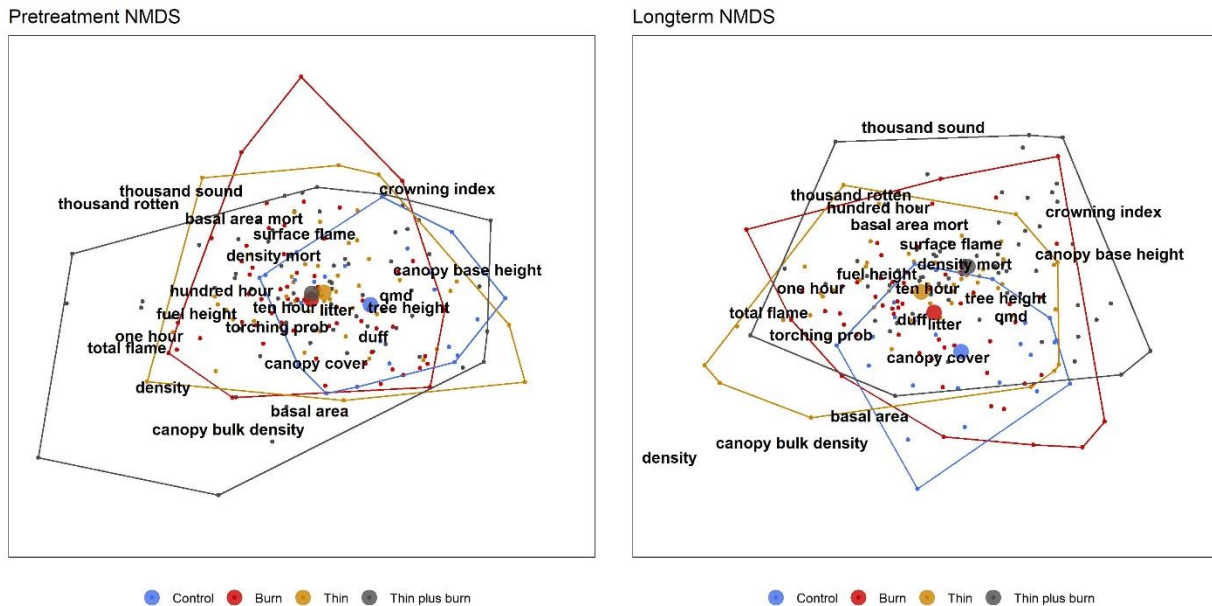 Pretreatment NMDS
thousand sound
thousand rotten
crowning index
basal area mort
surface flame
density mort
canopy base height
hundred hour
qmd
ten hour
litter
tree height
fuel height
torching prob
one hour
duff
total flame
canopy cover
density
basal area
canopy bulk density
Control
Burn
Thin
Thin plus burn
Longterm NMDS
thousand sound
thousand rotten
hundred hour
crowning index
basal area mort
surface flame
canopy base height
density mort
fuel height
one hour
ten hour
tree height
total flame
qmd
duff
litter
torching prob
canopy cover
basal area
canopy bulk density
density
Control
Burn
Thin
Thin plus burn